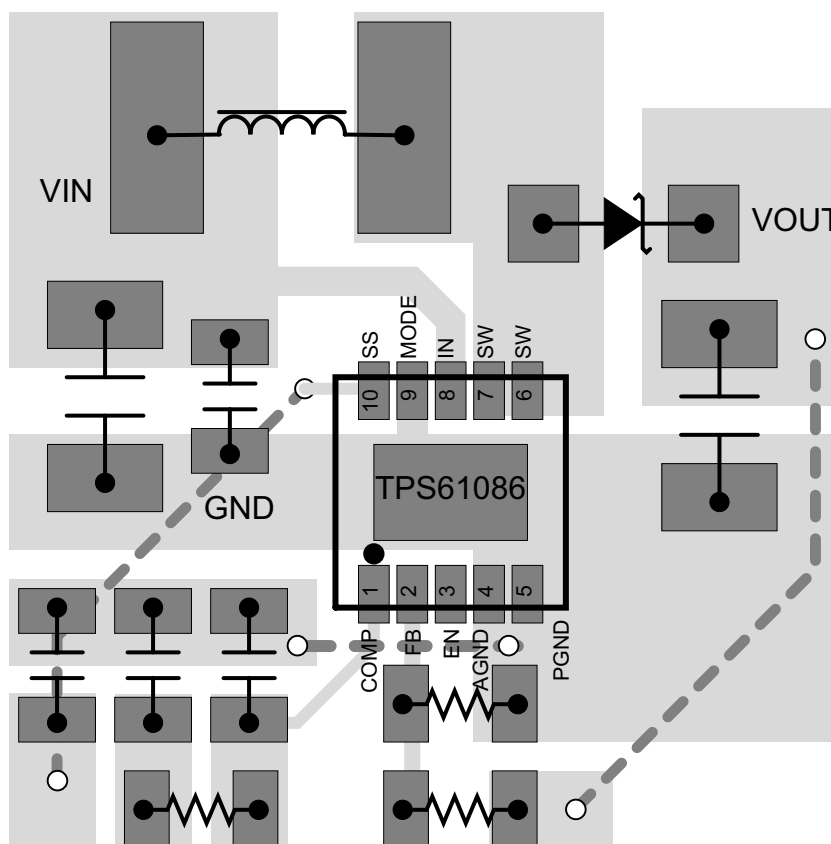 VIN
VOUT
SS
MODE
IN
SW
SW
10
9
8
7
6
TPS61086
GND
1
2
3
4
5
COMP
FB
EN
AGND
PGND